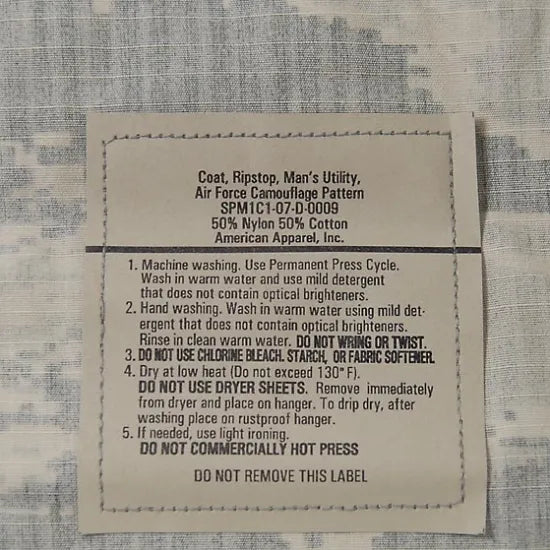 Coat, Ripstop, Man's Utility,
Air Force Camouflage Pattern
SPM1C1-07-D-0009
50% Nylon 50% Cotton
American Apparel, Inc.
1. Machine washing. Use Permanent Press Cycle.
Wash in warm water and use mild detergent
that does not contain optical brighteners.
2. Hand washing. Wash in warm water using mild det-
ergent that does not contain optical brighteners.
Rinse in clean warm water. DO NOT WRING OR TWIST.
3. DO NOT USE CHLORINE BLEACH. STARCH, OR FABRIC SOFTENER.
4. Dry at low heat (Do not exceed 130° F).
DO NOT USE DRYER SHEETS. Remove immediately
from dryer and place on hanger. To drip dry, after
washing place on rustproof hanger.
5. If needed, use light ironing.
DO NOT COMMERCIALLY HOT PRESS
DO NOT REMOVE THIS LABEL